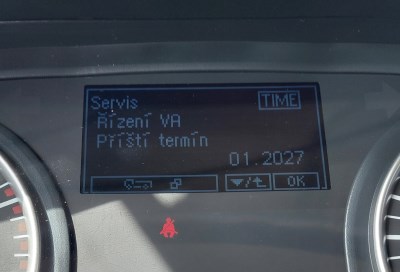 Servis TIME
Řízení VA
Příští termín
01.2027
OK